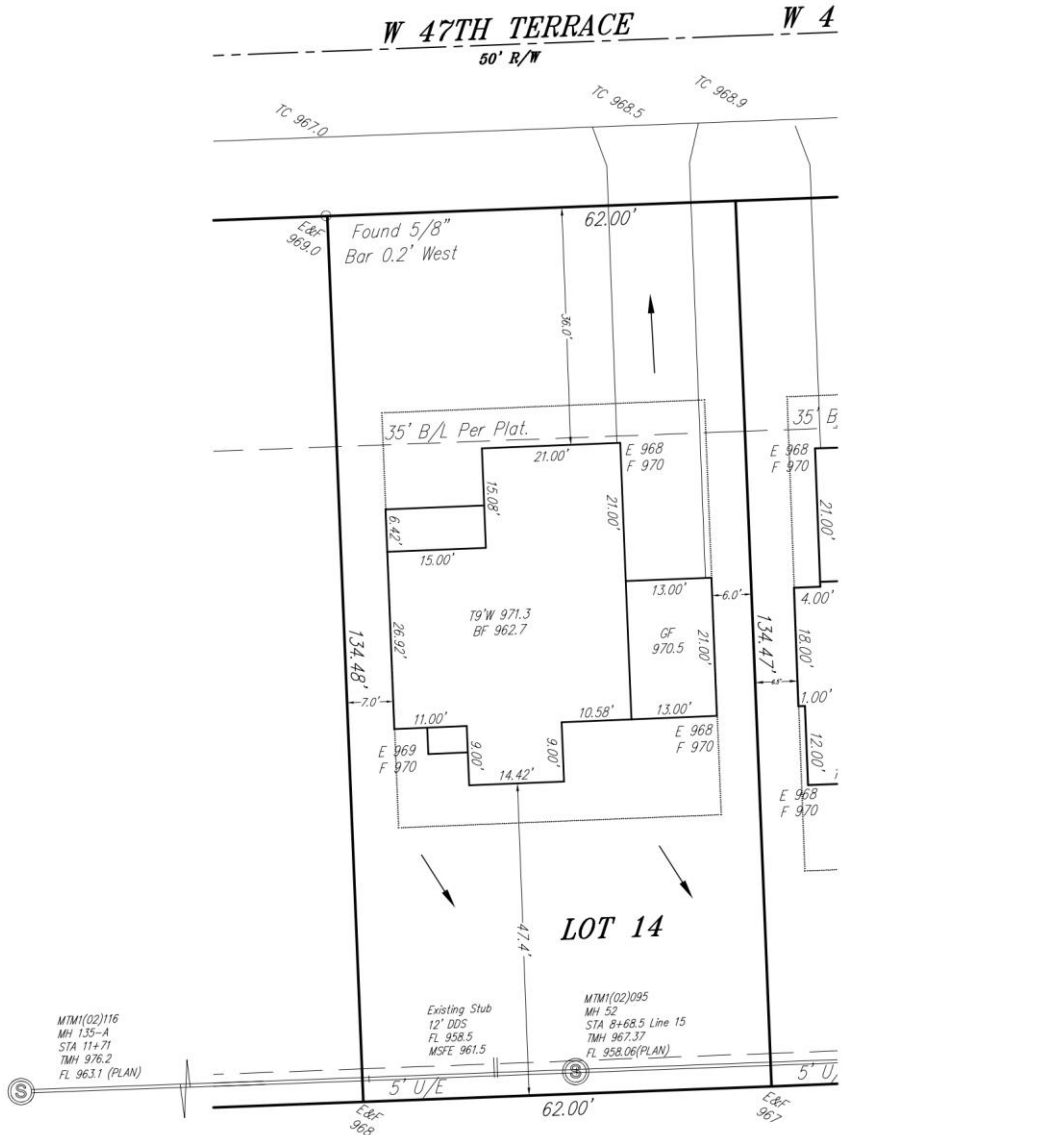 W 47TH TERRACE
W 4
50' R/W
TC 967.0
TC 968.5
TC 968.9
E&F
969.0
Found 5/8"
Bar 0.2' West
62.00'
36.0'
35' B/L Per Plat.
35' B
21.00'
E 968
F 970
E 968
F 970
15.08'
21.00'
21.00'
6.42'
15.00'
13.00'
6.0'
4.00'
T9'W 971.3
BF 962.7
GF
970.5
26.92'
21.00'
18.00'
134.48'
134.47'
7.0'
1.00'
11.00'
10.58'
13.00'
E 969
F 970
9.00'
9.00'
E 968
F 970
12.00'
14.42'
E 968
F 970
47.4'
LOT 14
MTM1(02)116
MH 135-A
STA 11+71
TMH 976.2
FL 963.1 (PLAN)
Existing Stub
12' DDS
FL 958.5
MSFE 961.5
MTM1(02)095
MH 52
STA 8+68.5 Line 15
TMH 967.37
FL 958.06(PLAN)
S
S
5' U/E
5' U/
E&F
968
62.00'
E&F
967